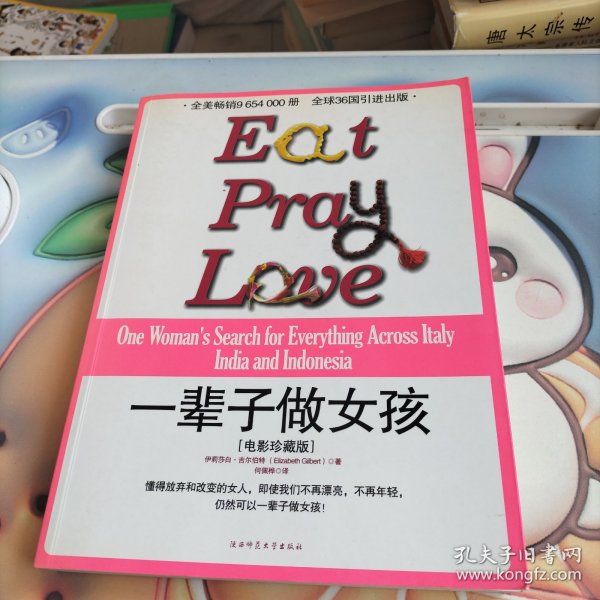 唐太宗传
·全美畅销9 654 000 册 全球36国引进出版·
Eat
Pray
Love
One Woman's Search for Everything Across Italy
India and Indonesia
一辈子做女孩
[电影珍藏版]
伊莉莎白·吉尔伯特（Elizabeth Gilbert）◎著
何佩桦◎译
懂得放弃和改变的女人，即使我们不再漂亮，不再年轻，
仍然可以一辈子做女孩！
陕西师范大学出版社
孔夫子旧书网
www.kongfz.com